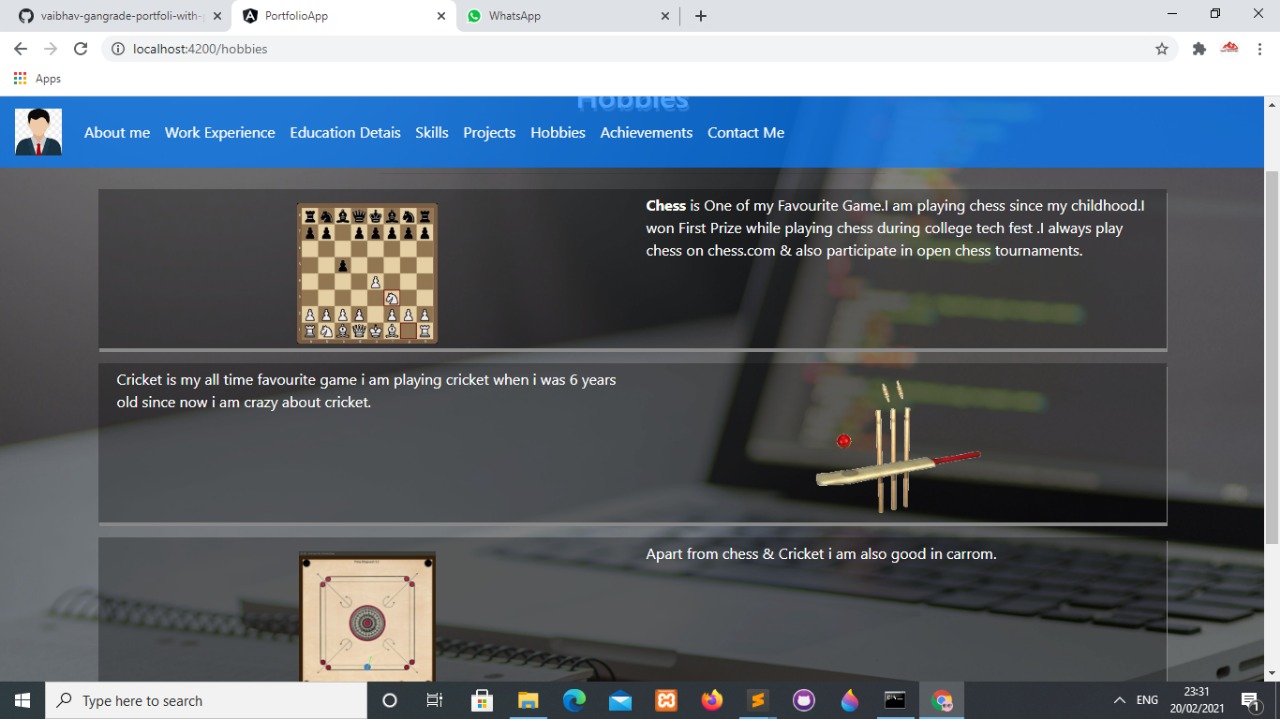 vaibhav-gangrade-portfoli-with-
PortfolioApp
WhatsApp
localhost:4200/hobbies
Apps
Hobbies
About me Work Experience Education Detais Skills Projects Hobbies Achievements Contact Me
Chess is One of my Favourite Game.I am playing chess since my childhood.I
won First Prize while playing chess during college tech fest .I always play
chess on chess.com & also participate in open chess tournaments.
Cricket is my all time favourite game i am playing cricket when i was 6 years
old since now i am crazy about cricket.
Apart from chess & Cricket i am also good in carrom.
Type here to search
ENG
23:31
20/02/2021
1